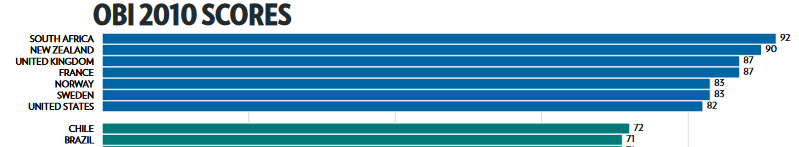 OBI 2010 SCORES
SOUTH AFRICA 92
NEW ZEALAND 90
UNITED KINGDOM 87
FRANCE 87
NORWAY 83
SWEDEN 83
UNITED STATES 82
CHILE 72
BRAZIL 71